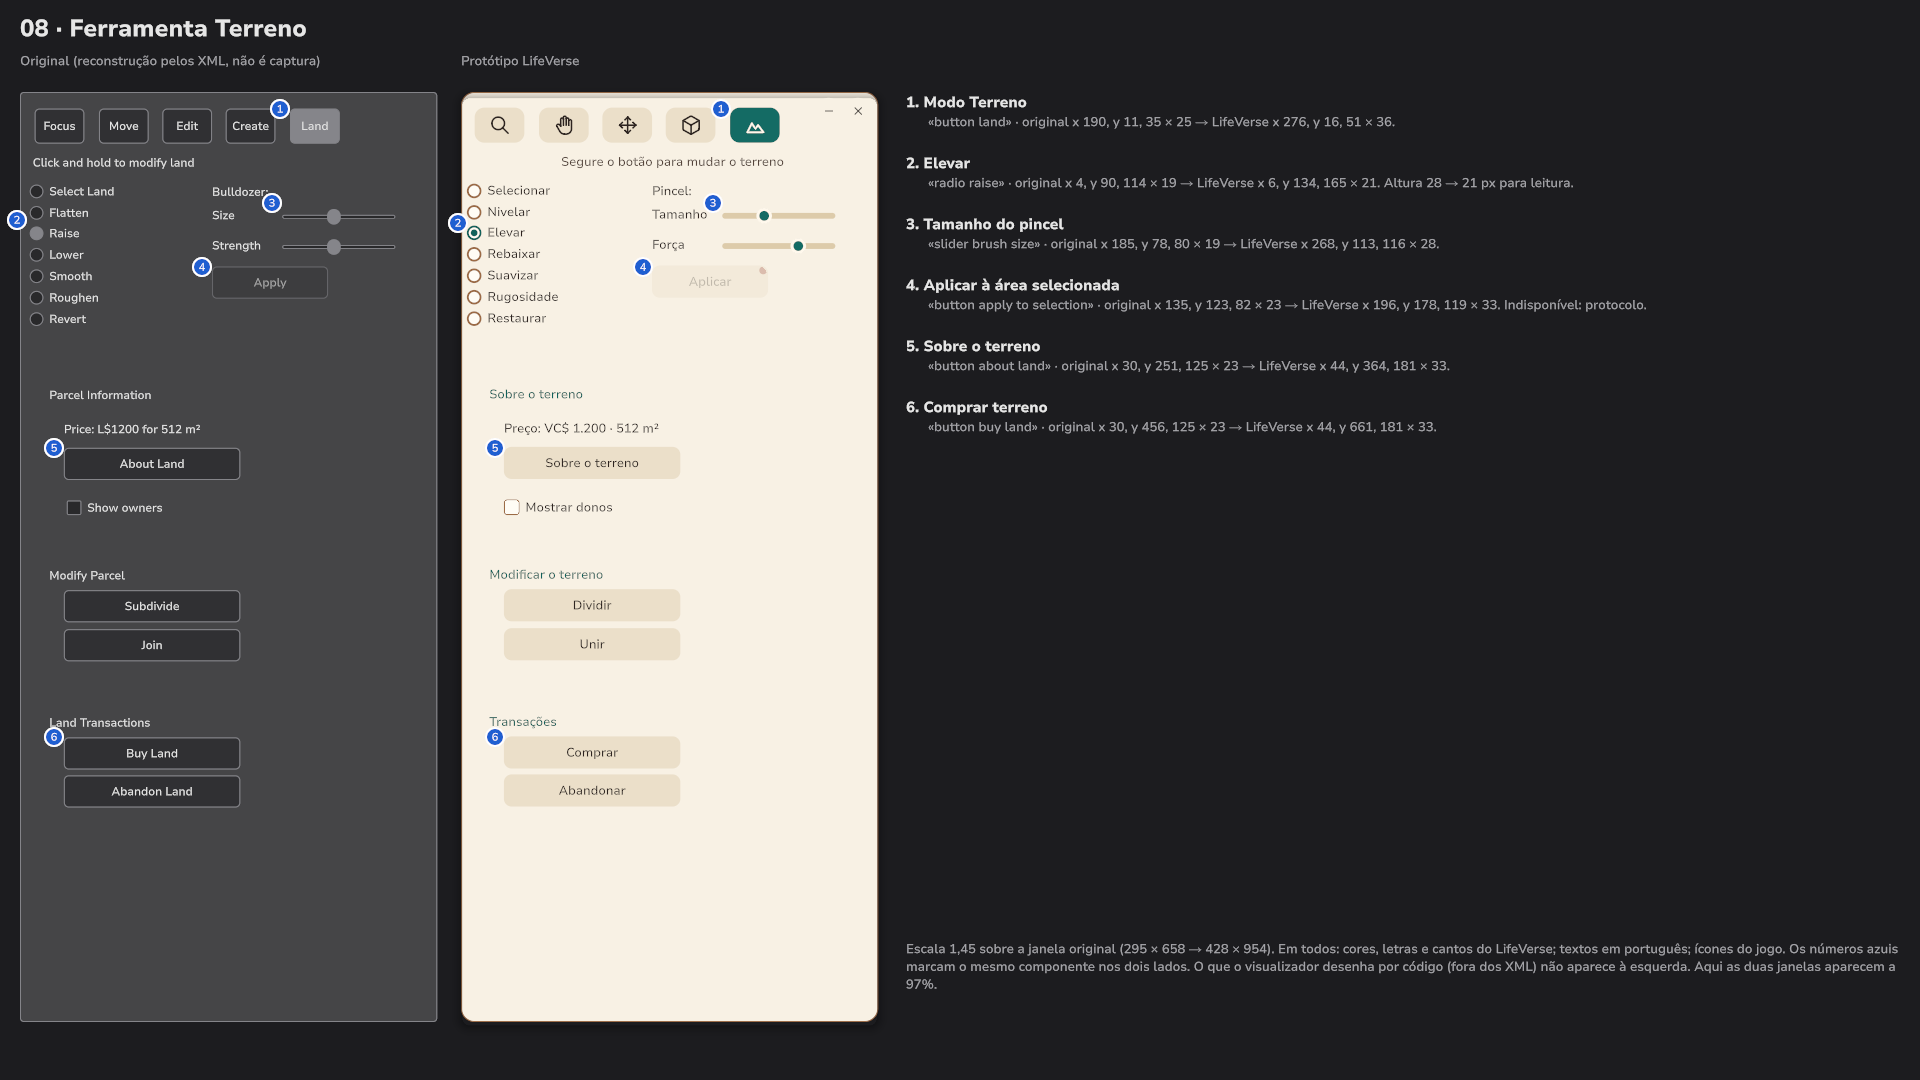 08 · Ferramenta Terreno
Original (reconstrução pelos XML, não é captura)
Protótipo LifeVerse
Focus
Move
Edit
Create
1
Land
Click and hold to modify land
Select Land
Flatten
2
Raise
Lower
Smooth
Roughen
Revert
Bulldozer:
3
Size
Strength
4
Apply
Parcel Information
Price: L$1200 for 512 m²
5
About Land
Show owners
Modify Parcel
Subdivide
Join
Land Transactions
6
Buy Land
Abandon Land
1
Segure o botão para mudar o terreno
Selecionar
Nivelar
2
Elevar
Rebaixar
Suavizar
Rugosidade
Restaurar
Pincel:
3
Tamanho
Força
4
Aplicar
Sobre o terreno
Preço: VC$ 1.200 · 512 m²
5
Sobre o terreno
Mostrar donos
Modificar o terreno
Dividir
Unir
Transações
6
Comprar
Abandonar
1. Modo Terreno
«button land» · original x 190, y 11, 35 × 25 → LifeVerse x 276, y 16, 51 × 36.
2. Elevar
«radio raise» · original x 4, y 90, 114 × 19 → LifeVerse x 6, y 134, 165 × 21. Altura 28 → 21 px para leitura.
3. Tamanho do pincel
«slider brush size» · original x 185, y 78, 80 × 19 → LifeVerse x 268, y 113, 116 × 28.
4. Aplicar à área selecionada
«button apply to selection» · original x 135, y 123, 82 × 23 → LifeVerse x 196, y 178, 119 × 33. Indisponível: protocolo.
5. Sobre o terreno
«button about land» · original x 30, y 251, 125 × 23 → LifeVerse x 44, y 364, 181 × 33.
6. Comprar terreno
«button buy land» · original x 30, y 456, 125 × 23 → LifeVerse x 44, y 661, 181 × 33.
Escala 1,45 sobre a janela original (295 × 658 → 428 × 954). Em todos: cores, letras e cantos do LifeVerse; textos em português; ícones do jogo. Os números azuis
marcam o mesmo componente nos dois lados. O que o visualizador desenha por código (fora dos XML) não aparece à esquerda. Aqui as duas janelas aparecem a
97%.